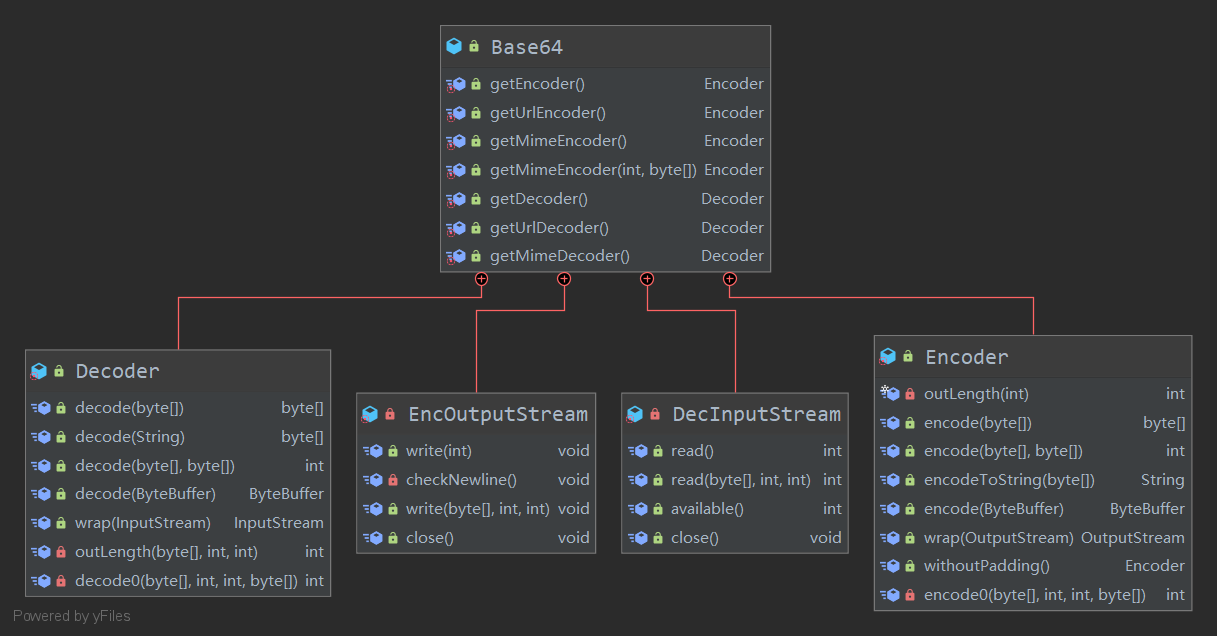 Base64
getEncoder() Encoder
getUrlEncoder() Encoder
getMimeEncoder() Encoder
getMimeEncoder(int, byte[]) Encoder
getDecoder() Decoder
getUrlDecoder() Decoder
getMimeDecoder() Decoder
Decoder
decode(byte[]) byte[]
decode(String) byte[]
decode(byte[], byte[]) int
decode(ByteBuffer) ByteBuffer
wrap(InputStream) InputStream
outLength(byte[], int, int) int
decode0(byte[], int, int, byte[]) int
EncOutputStream
write(int) void
checkNewline() void
write(byte[], int, int) void
close() void
DecInputStream
read() int
read(byte[], int, int) int
available() int
close() void
Encoder
outLength(int) int
encode(byte[]) byte[]
encode(byte[], byte[]) int
encodeToString(byte[]) String
encode(ByteBuffer) ByteBuffer
wrap(OutputStream) OutputStream
withoutPadding() Encoder
encode0(byte[], int, int, byte[]) int
Powered by yFiles